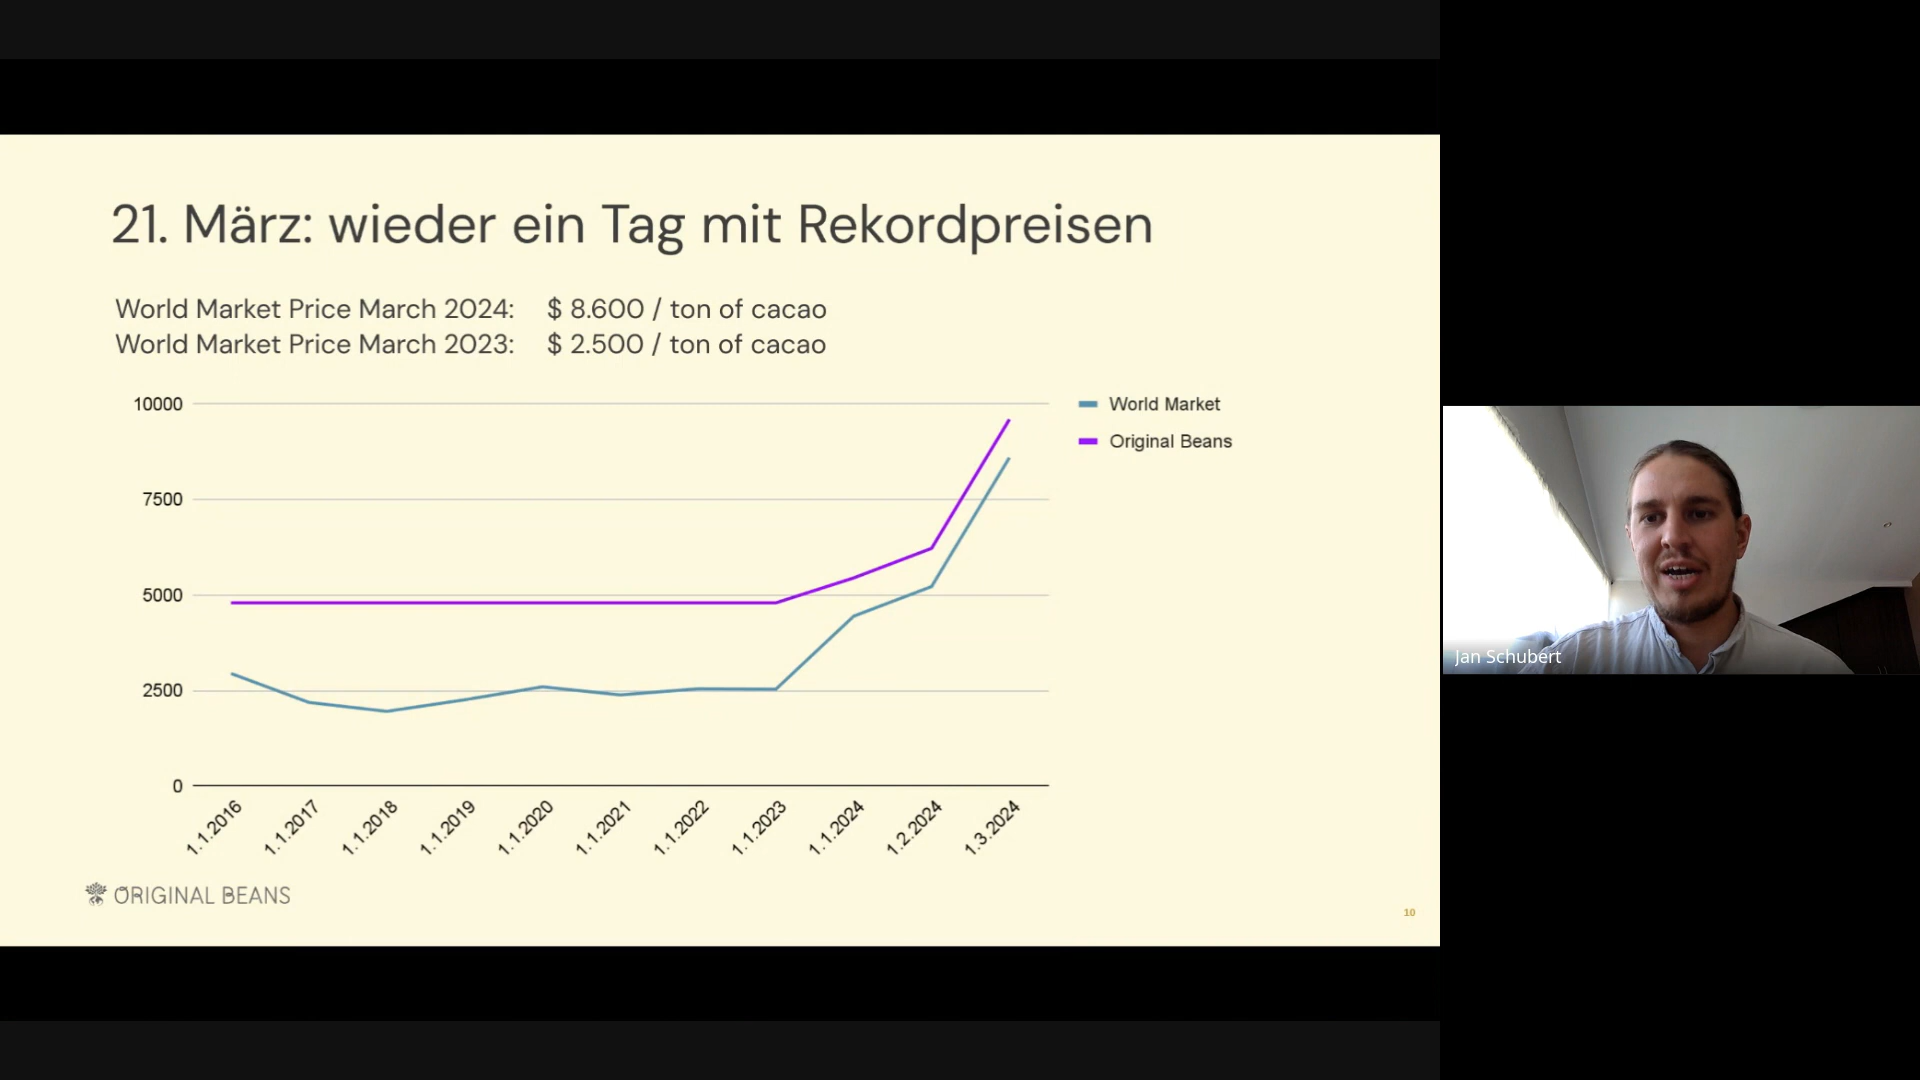 21. März: wieder ein Tag mit Rekordpreisen
World Market Price March 2024: $ 8.600 / ton of cacao
World Market Price March 2023: $ 2.500 / ton of cacao
10000
7500
5000
2500
0
World Market
Original Beans
1.1.2016
1.1.2017
1.1.2018
1.1.2019
1.1.2020
1.1.2021
1.1.2022
1.1.2023
1.1.2024
1.2.2024
1.3.2024
ORIGINAL BEANS
10
Jan Schubert